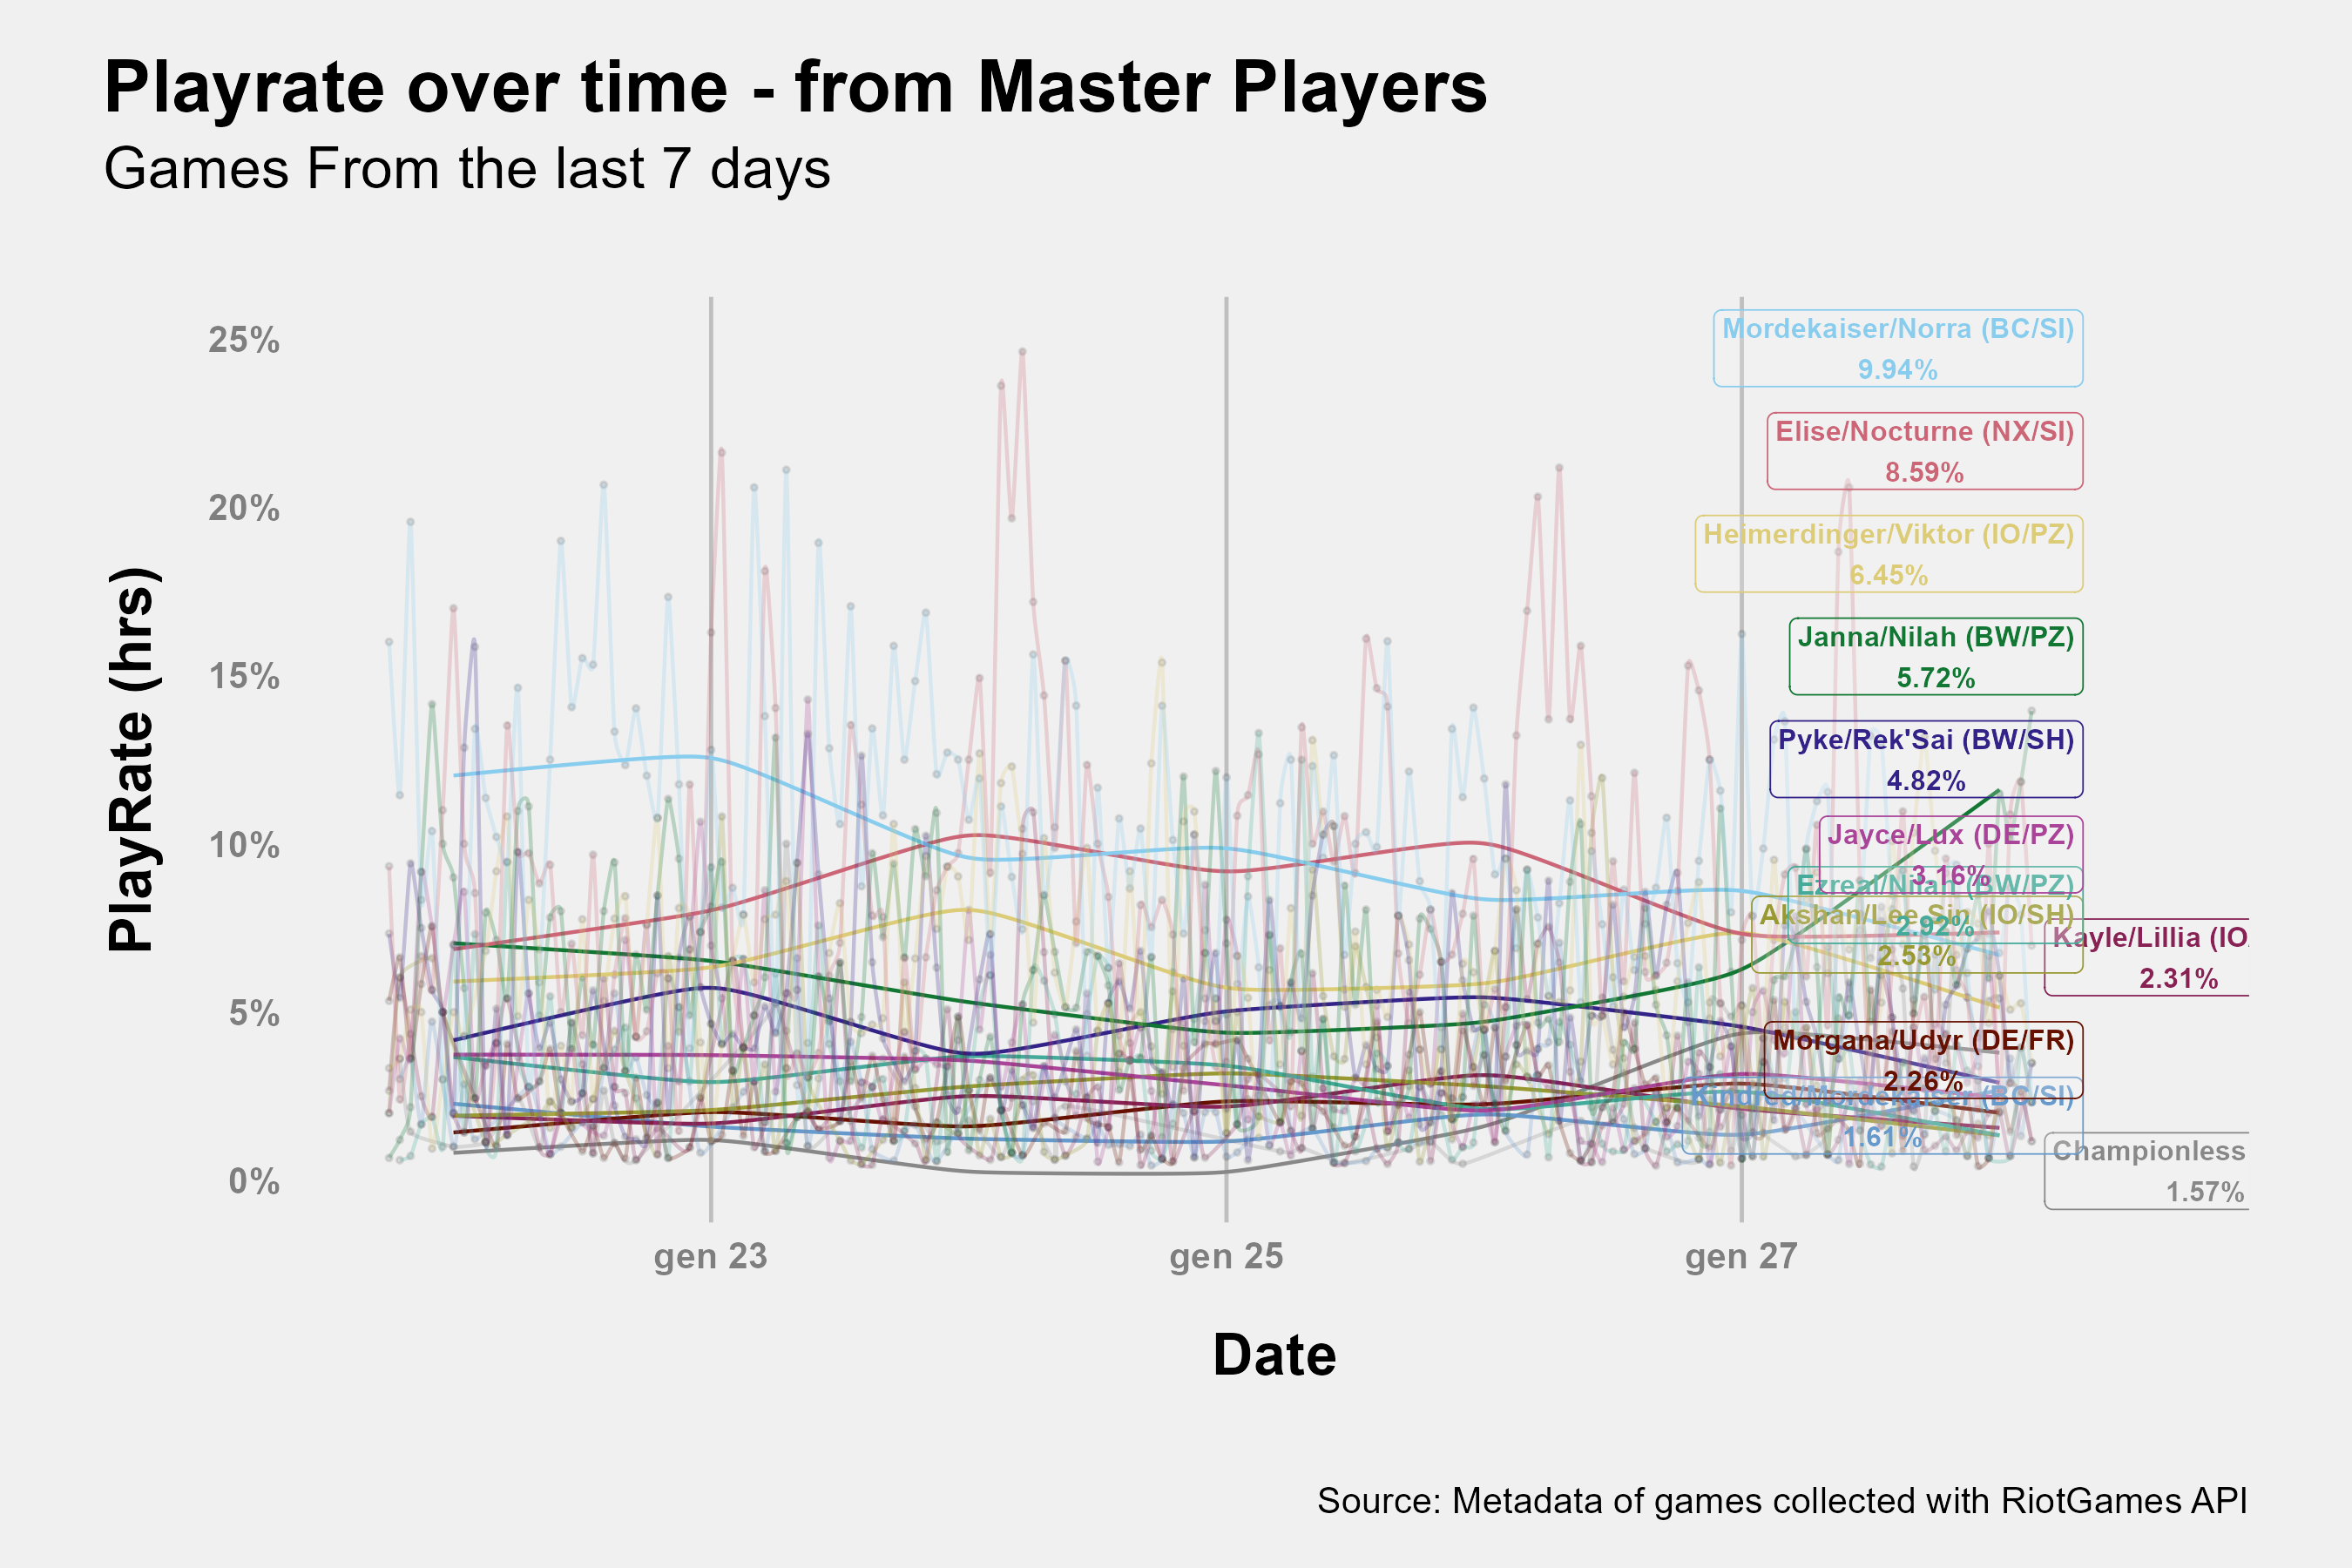 Playrate over time - from Master Players
Games From the last 7 days
PlayRate (hrs)
25%
20%
15%
10%
5%
0%
Mordekaiser/Norra (BC/SI)
9.94%
Elise/Nocturne (NX/SI)
8.59%
Heimerdinger/Viktor (IO/PZ)
6.45%
Janna/Nilah (BW/PZ)
5.72%
Pyke/Rek'Sai (BW/SH)
4.82%
Jayce/Lux (DE/PZ)
3.16%
Ezreal/Nilah (BW/PZ)
2.92%
Akshan/Lee Sin (IO/SH)
2.53%
Kayle/Lillia (IO
2.31%
Morgana/Udyr (DE/FR)
2.26%
Kindred/Mordekaiser (BC/SI)
1.61%
Championless
1.57%
gen 23
gen 25
gen 27
Date
Source: Metadata of games collected with RiotGames API